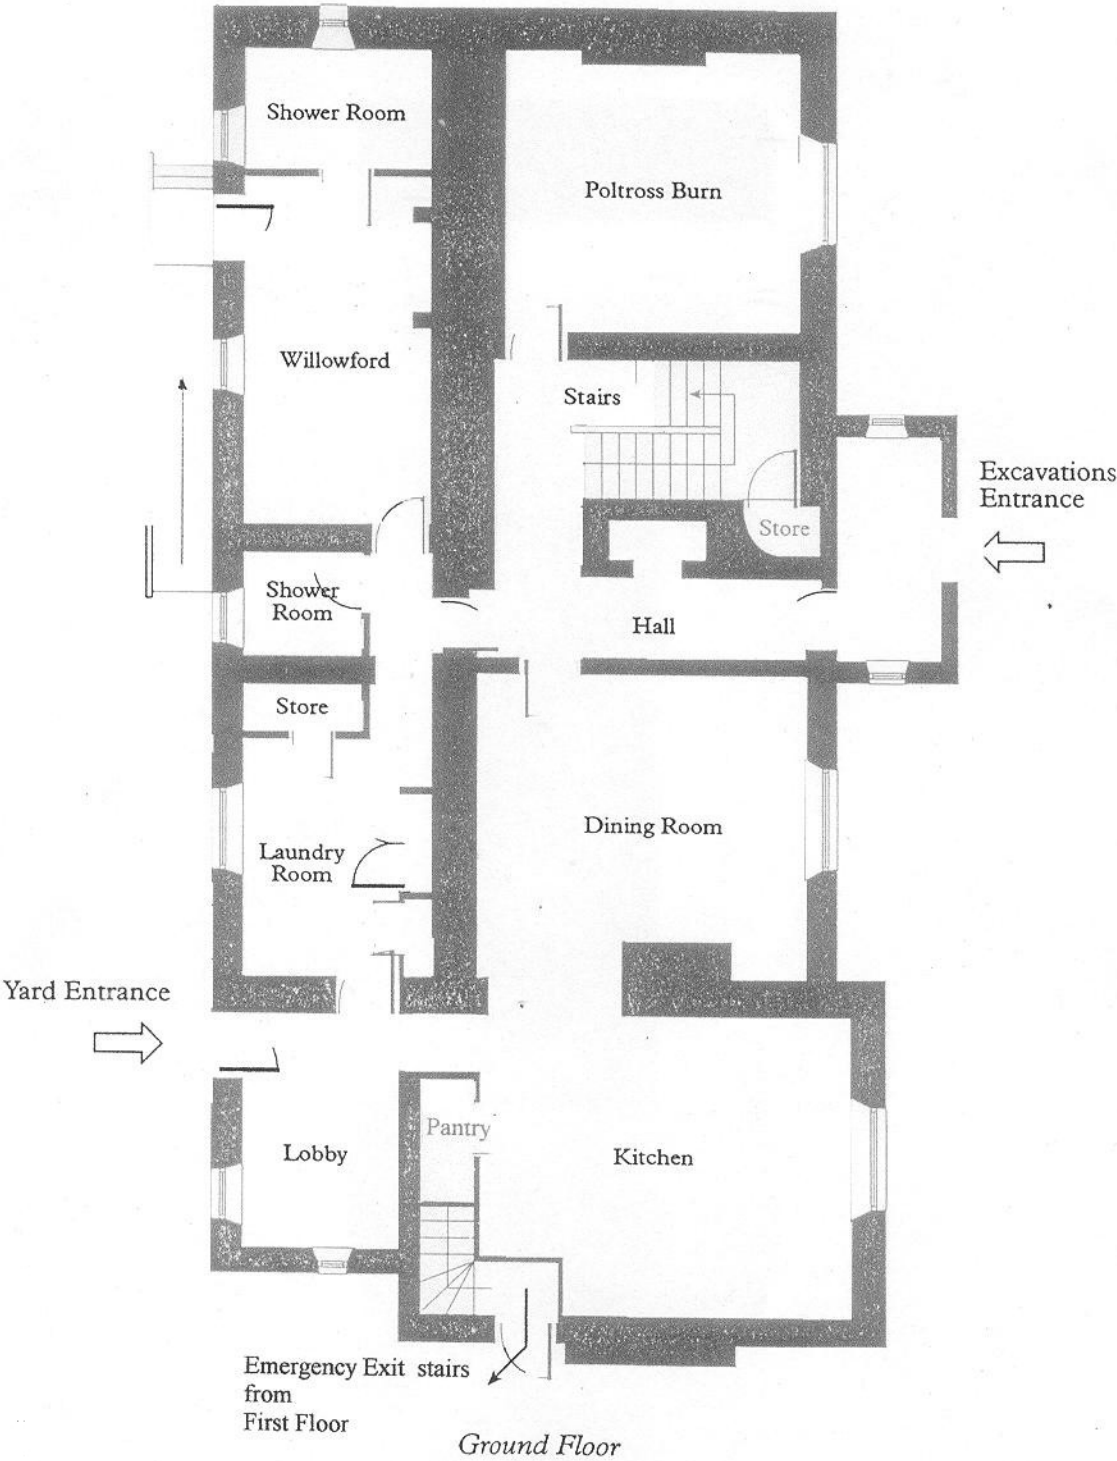 Shower Room
Poltross Burn
Willowford
Stairs
Excavations
Entrance
Store
Shower
Room
Hall
Store
Dining Room
Laundry
Room
Yard Entrance
Pantry
Lobby
Kitchen
Emergency Exit stairs
from
First Floor
Ground Floor